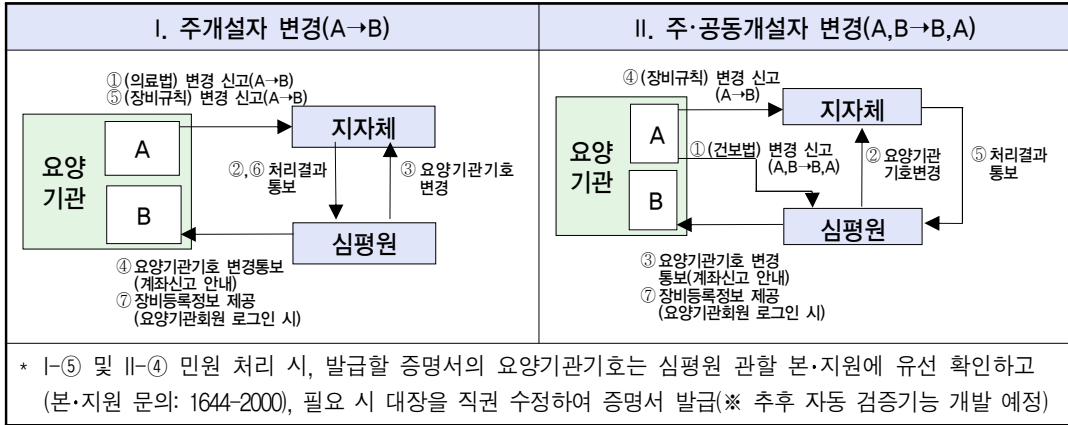 I. 주개설자 변경(A→B)
①(의료법) 변경 신고(A→B)
⑤(장비규칙) 변경 신고(A→B)
요양
기관
A
B
지자체
②,⑥ 처리결과
통보
③ 요양기관기호
변경
심평원
④ 요양기관기호 변경통보
(계좌신고 안내)
⑦ 장비등록정보 제공
(요양기관회원 로그인 시)
II. 주·공동개설자 변경(A,B→B,A)
④(장비규칙) 변경 신고
(A→B)
요양
기관
A
B
지자체
①(건보법) 변경 신고
(A,B→B,A)
② 요양기관
기호변경
⑤ 처리결과
통보
심평원
③ 요양기관기호 변경
통보(계좌신고 안내)
⑦ 장비등록정보 제공
(요양기관회원 로그인 시)
* I-⑤ 및 II-④ 민원 처리 시, 발급할 증명서의 요양기관기호는 심평원 관할 본·지원에 유선 확인하고
(본·지원 문의: 1644-2000), 필요 시 대장을 직권 수정하여 증명서 발급(※ 추후 자동 검증기능 개발 예정)